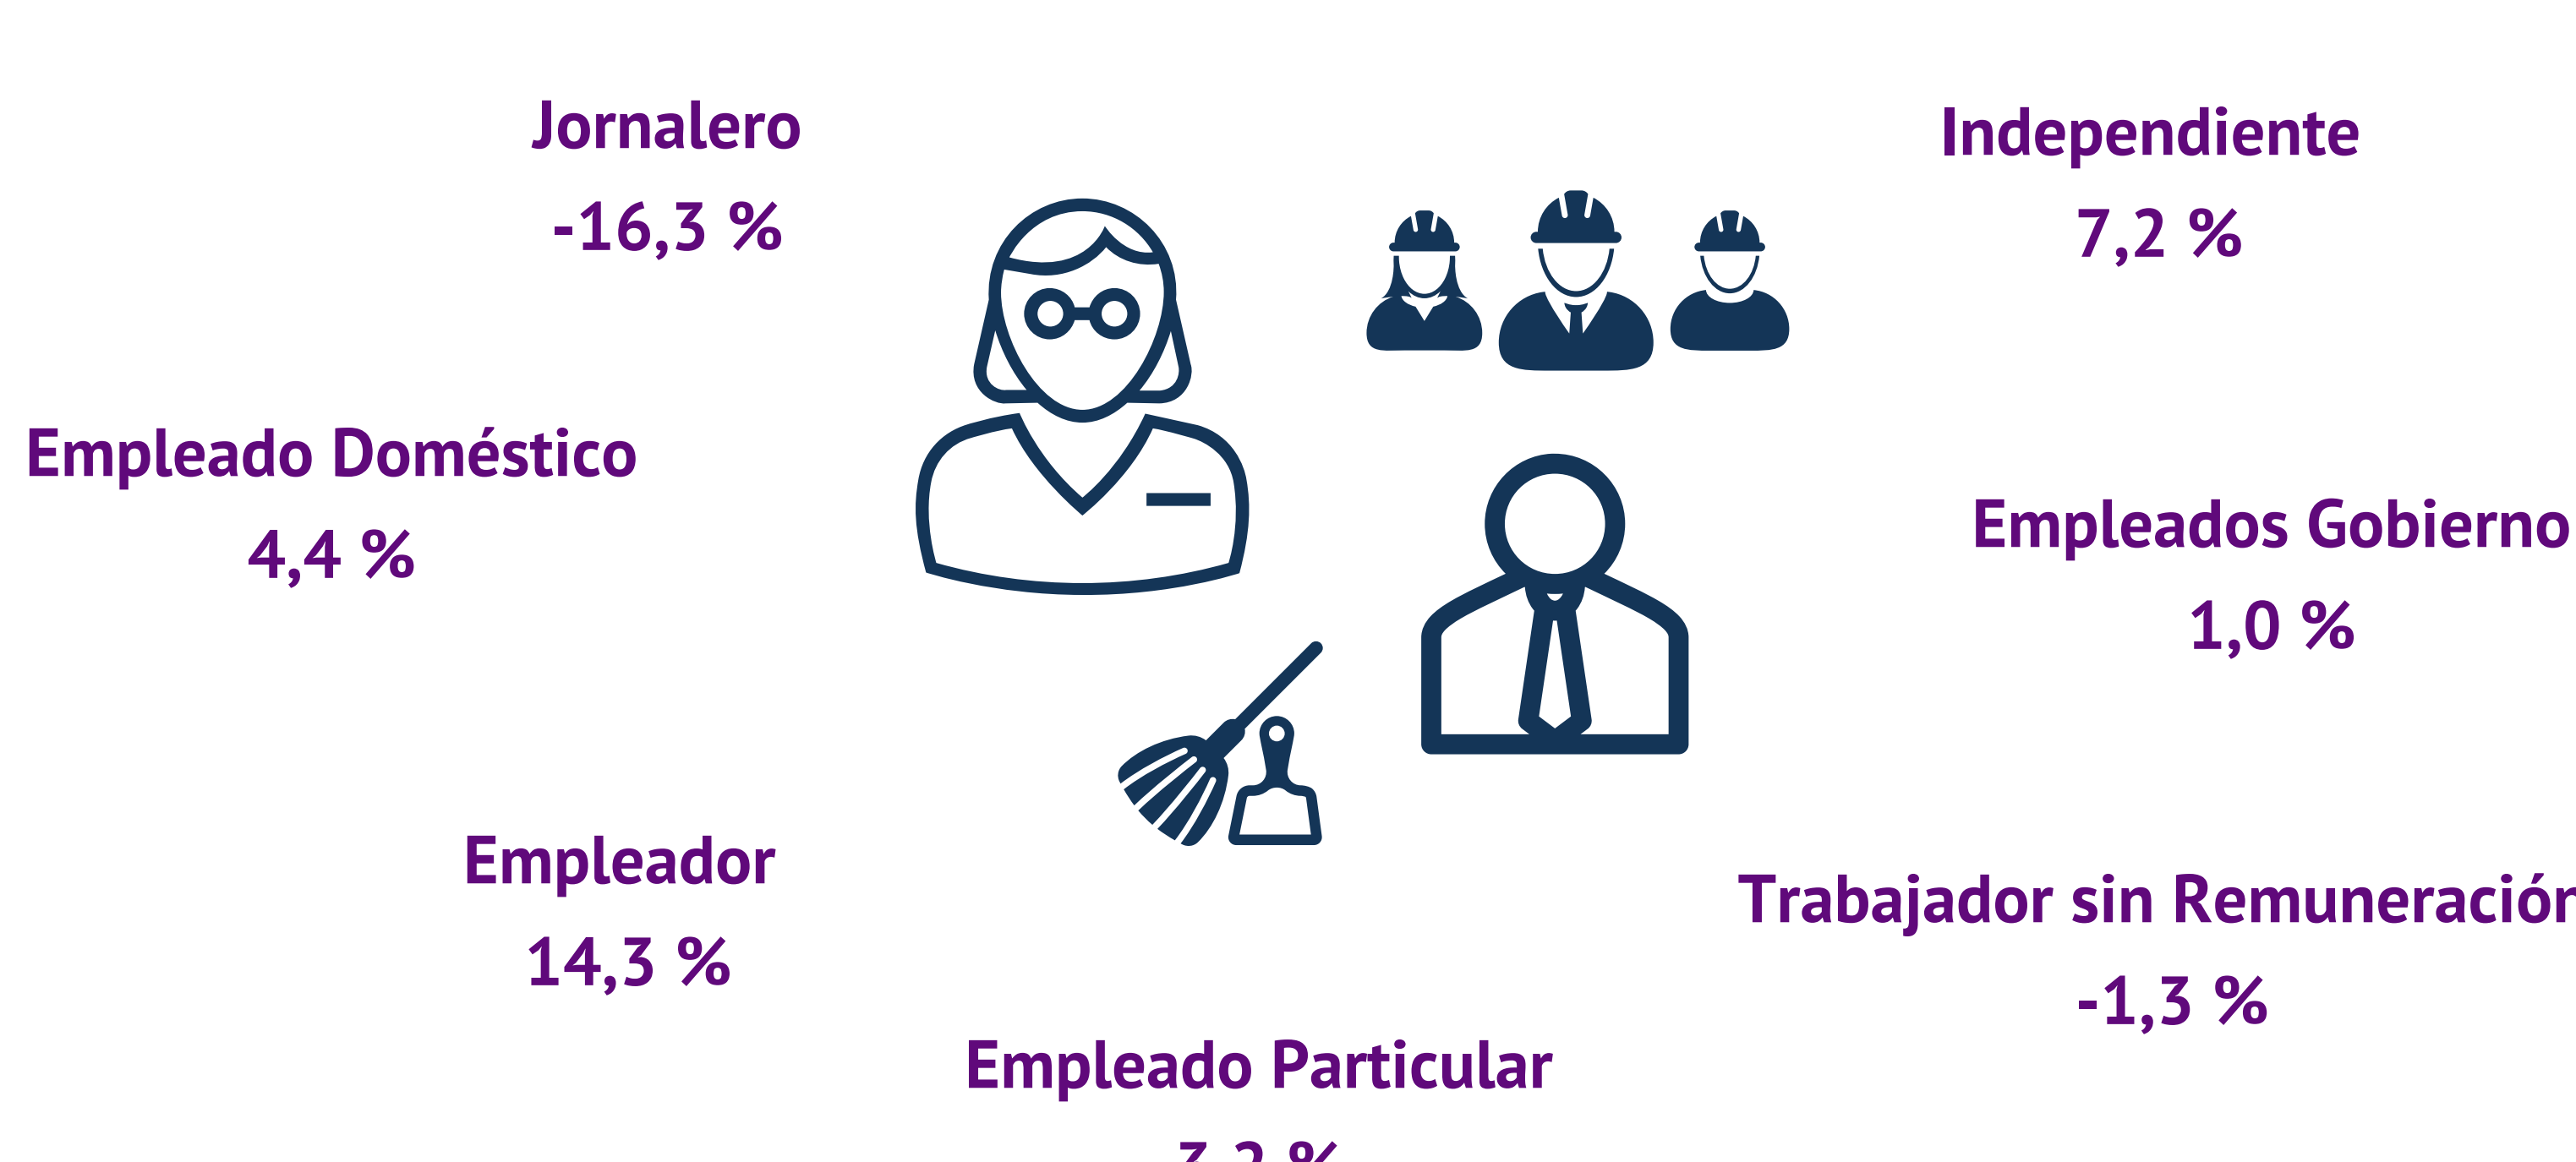 Jornalero
-16,3 %
Independiente
7,2 %
Empleado Doméstico
4,4 %
Empleados Gobierno
1,0 %
Empleador
14,3 %
Trabajador sin Remuneración
-1,3 %
Empleado Particular